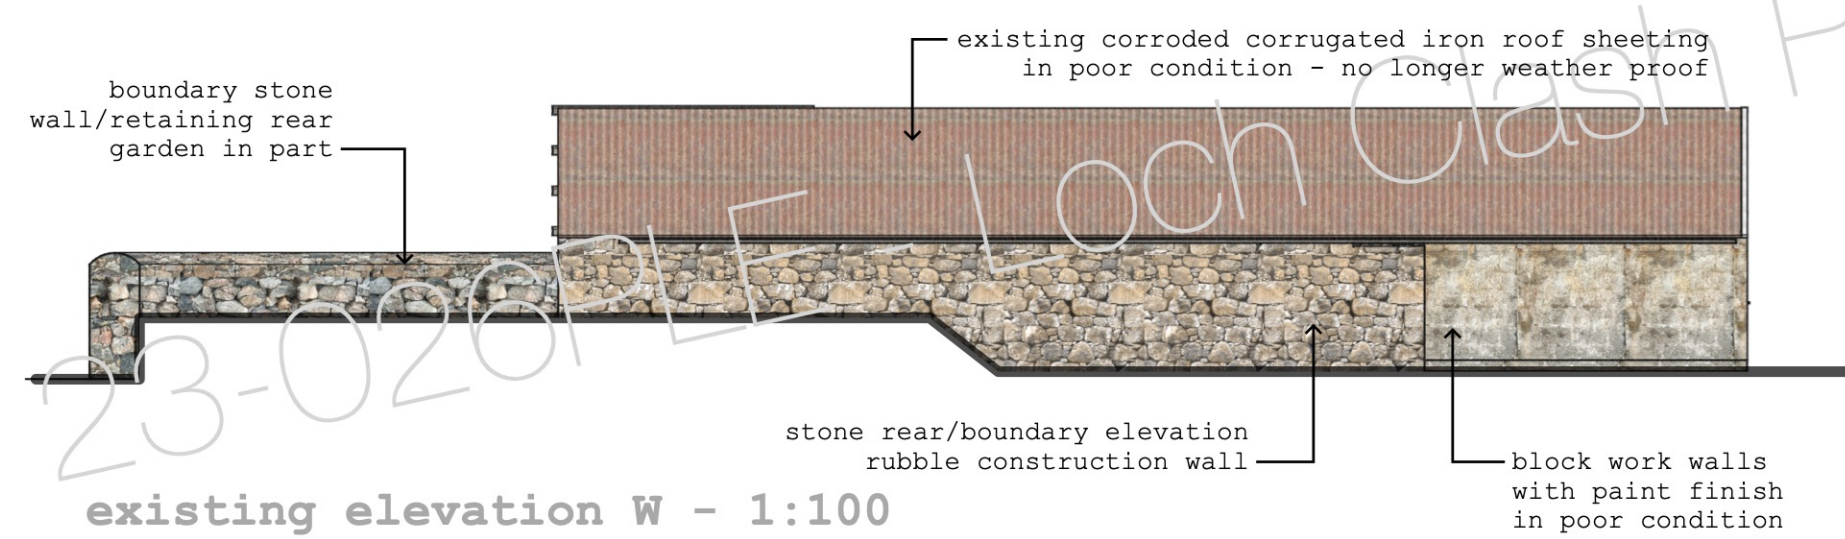 existing corroded corrugated iron roof sheeting
in poor condition - no longer weather proof
boundary stone
wall/retaining rear
garden in part
23-026PLE - Loch Clash P
stone rear/boundary elevation
rubble construction wall
block work walls
with paint finish
in poor condition
existing elevation W - 1:100